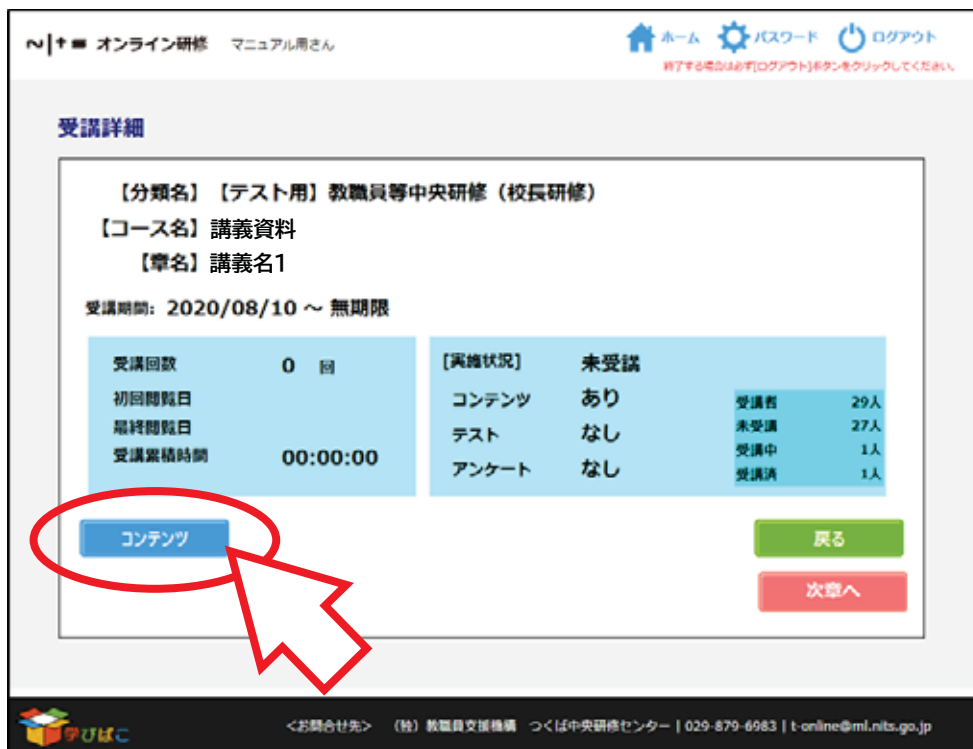 オンライン研修 マニュアル用さん ホーム パスワード ログアウト
終了する場合は必ず[ログアウト]ボタンをクリックしてください。
受講詳細
【分類名】【テスト用】教職員等中央研修（校長研修）
【コース名】講義資料
【章名】講義名1
受講期間: 2020/08/10 ～ 無期限
受講回数 0 回
初回閲覧日
最終閲覧日
受講累積時間 00:00:00
[実施状況] 未受講
コンテンツ あり
テスト なし
アンケート なし
受講者 29人
未受講 27人
受講中 1人
受講済 1人
コンテンツ
戻る
次章へ
学びばこ
＜お問合せ先＞ （独）教職員支援機構 つくば中央研修センター | 029-879-6983 | t-online@ml.nits.go.jp